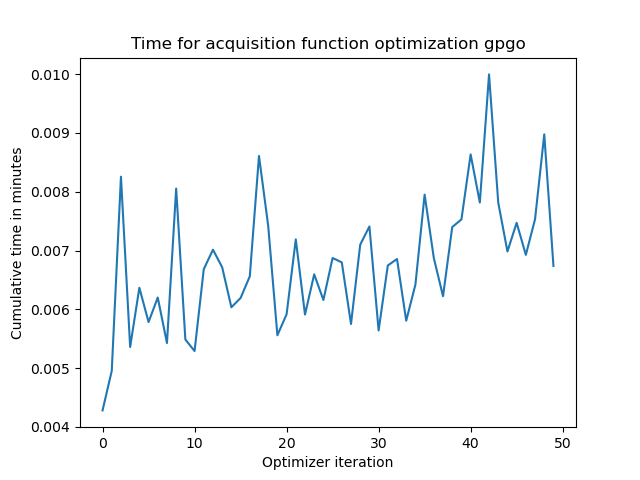 Time for acquisition function optimization gpgo
Cumulative time in minutes
0.010
0.009
0.008
0.007
0.006
0.005
0.004
0 10 20 30 40 50
Optimizer iteration